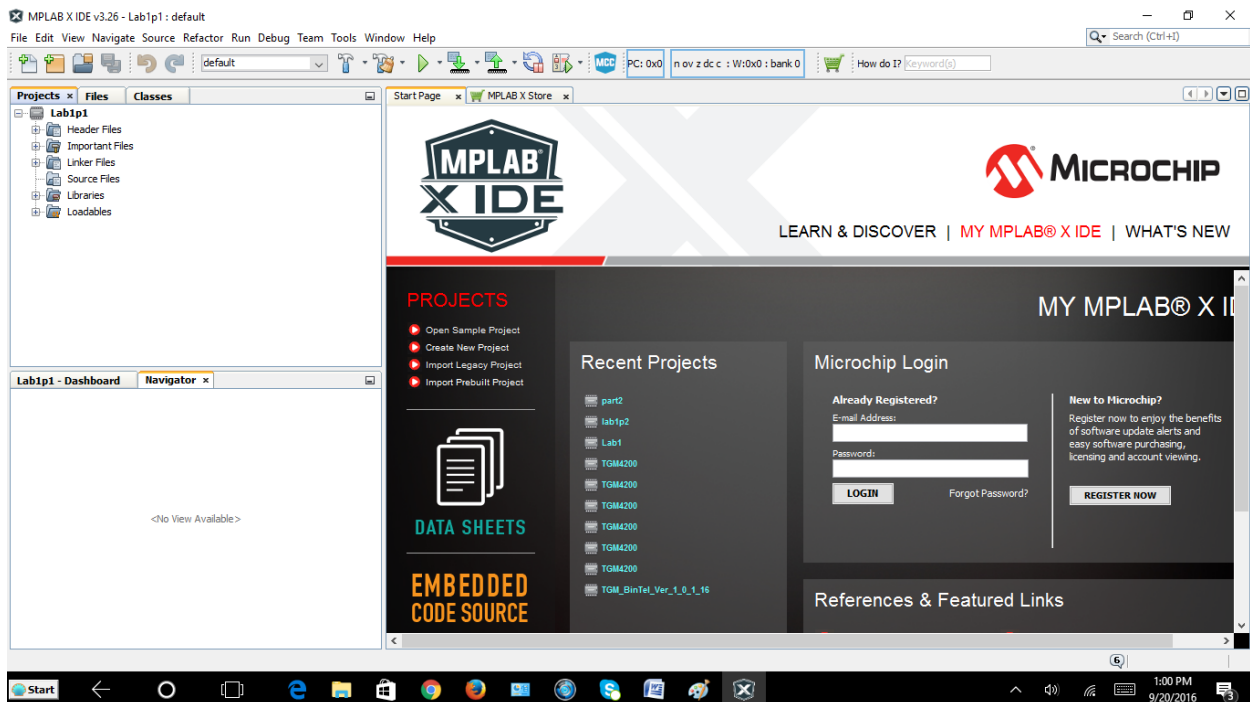 MPLAB X IDE v3.26 - Lab1p1 : default
File Edit View Navigate Source Refactor Run Debug Team Tools Window Help
Search (Ctrl+I)
default
MCC
PC: 0x0
n ov z dc c : W:0x0 : bank 0
How do I?
Keyword(s)
Projects Files Classes
Lab1p1
Header Files
Important Files
Linker Files
Source Files
Libraries
Loadables
Lab1p1 - Dashboard Navigator
<No View Available>
Start Page MPLAB X Store
MPLAB®
X IDE
MICROCHIP
LEARN & DISCOVER | MY MPLAB® X IDE | WHAT'S NEW
PROJECTS
Open Sample Project
Create New Project
Import Legacy Project
Import Prebuilt Project
DATA SHEETS
EMBEDDED
CODE SOURCE
MY MPLAB® X ID
Recent Projects
part2
lab1p2
Lab1
TGM4200
TGM4200
TGM4200
TGM4200
TGM4200
TGM4200
TGM_BinTel_Ver_1_0_1_16
Microchip Login
Already Registered?
E-mail Address:
Password:
LOGIN
Forgot Password?
New to Microchip?
Register now to enjoy the benefits
of software update alerts and
easy software purchasing,
licensing and account viewing.
REGISTER NOW
References & Featured Links
6
Start
1:00 PM
9/20/2016
3